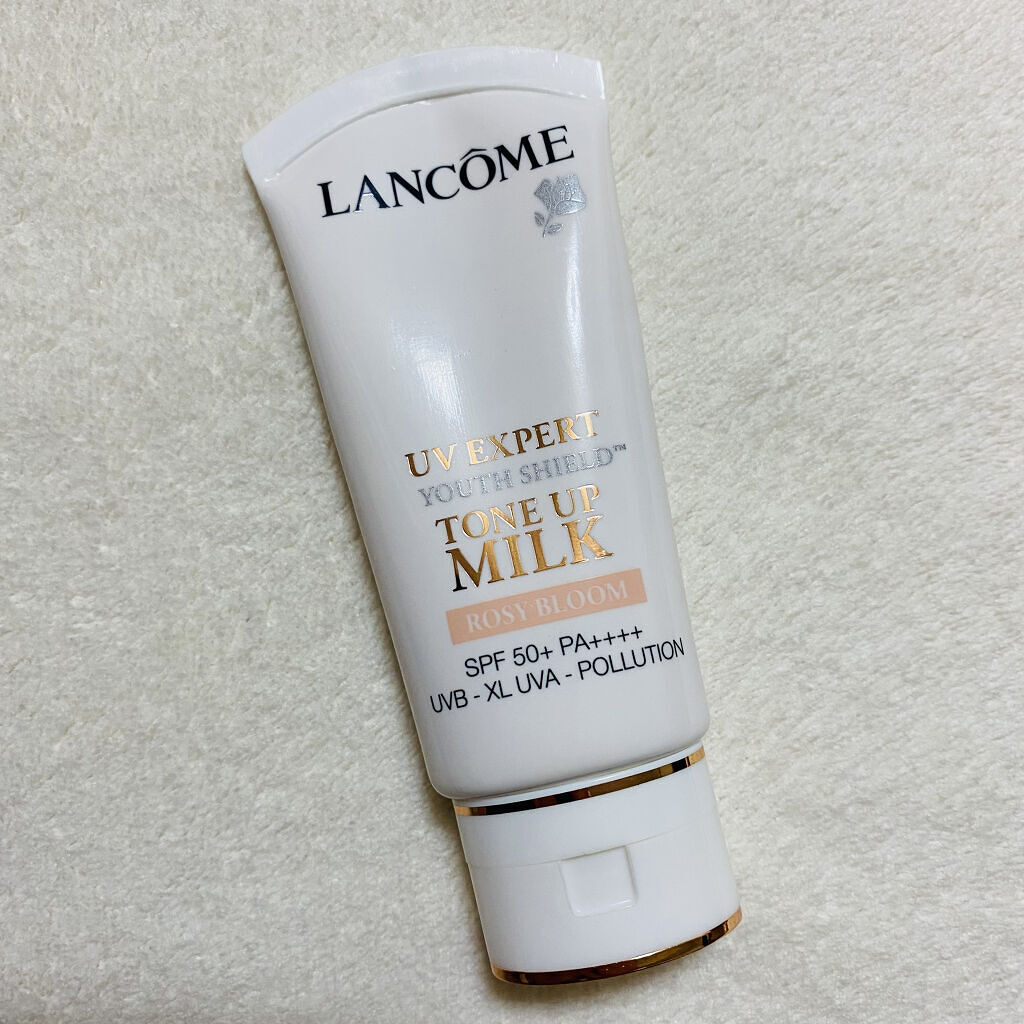 LANCÔME
UV EXPERT
YOUTH SHIELD™
TONE UP
MILK
ROSY BLOOM
SPF 50+ PA++++
UVB - XL UVA - POLLUTION